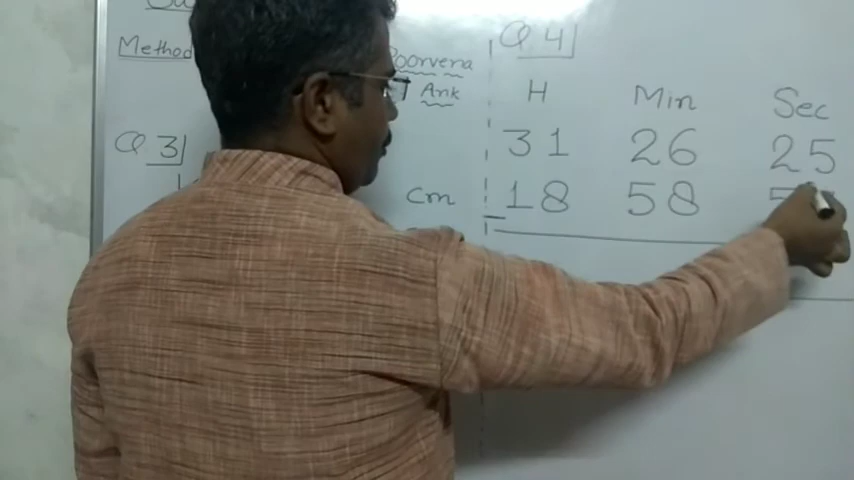 Method
Poorvena
Ank
Q 3
Cm
Q 4
H Min Sec
31 26 25
- 18 58